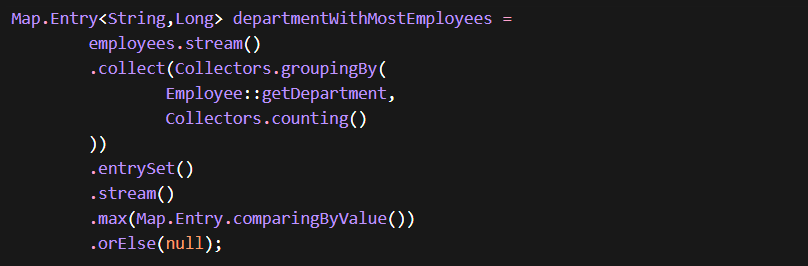 Map.Entry<String,Long> departmentWithMostEmployees =
        employees.stream()
        .collect(Collectors.groupingBy(
                Employee::getDepartment,
                Collectors.counting()
        ))
        .entrySet()
        .stream()
        .max(Map.Entry.comparingByValue())
        .orElse(null);